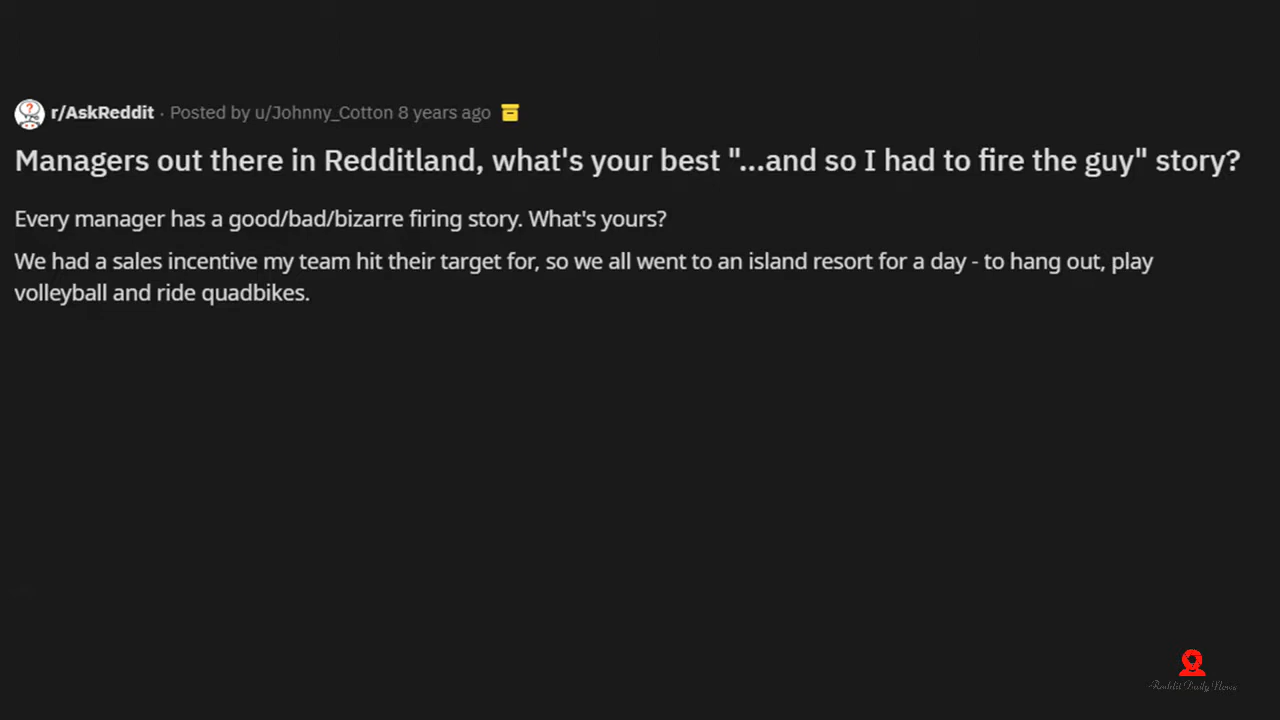 r/AskReddit · Posted by u/Johnny_Cotton 8 years ago
Managers out there in Redditland, what's your best "...and so I had to fire the guy" story?
Every manager has a good/bad/bizarre firing story. What's yours?
We had a sales incentive my team hit their target for, so we all went to an island resort for a day - to hang out, play
volleyball and ride quadbikes.
Reddit Daily News